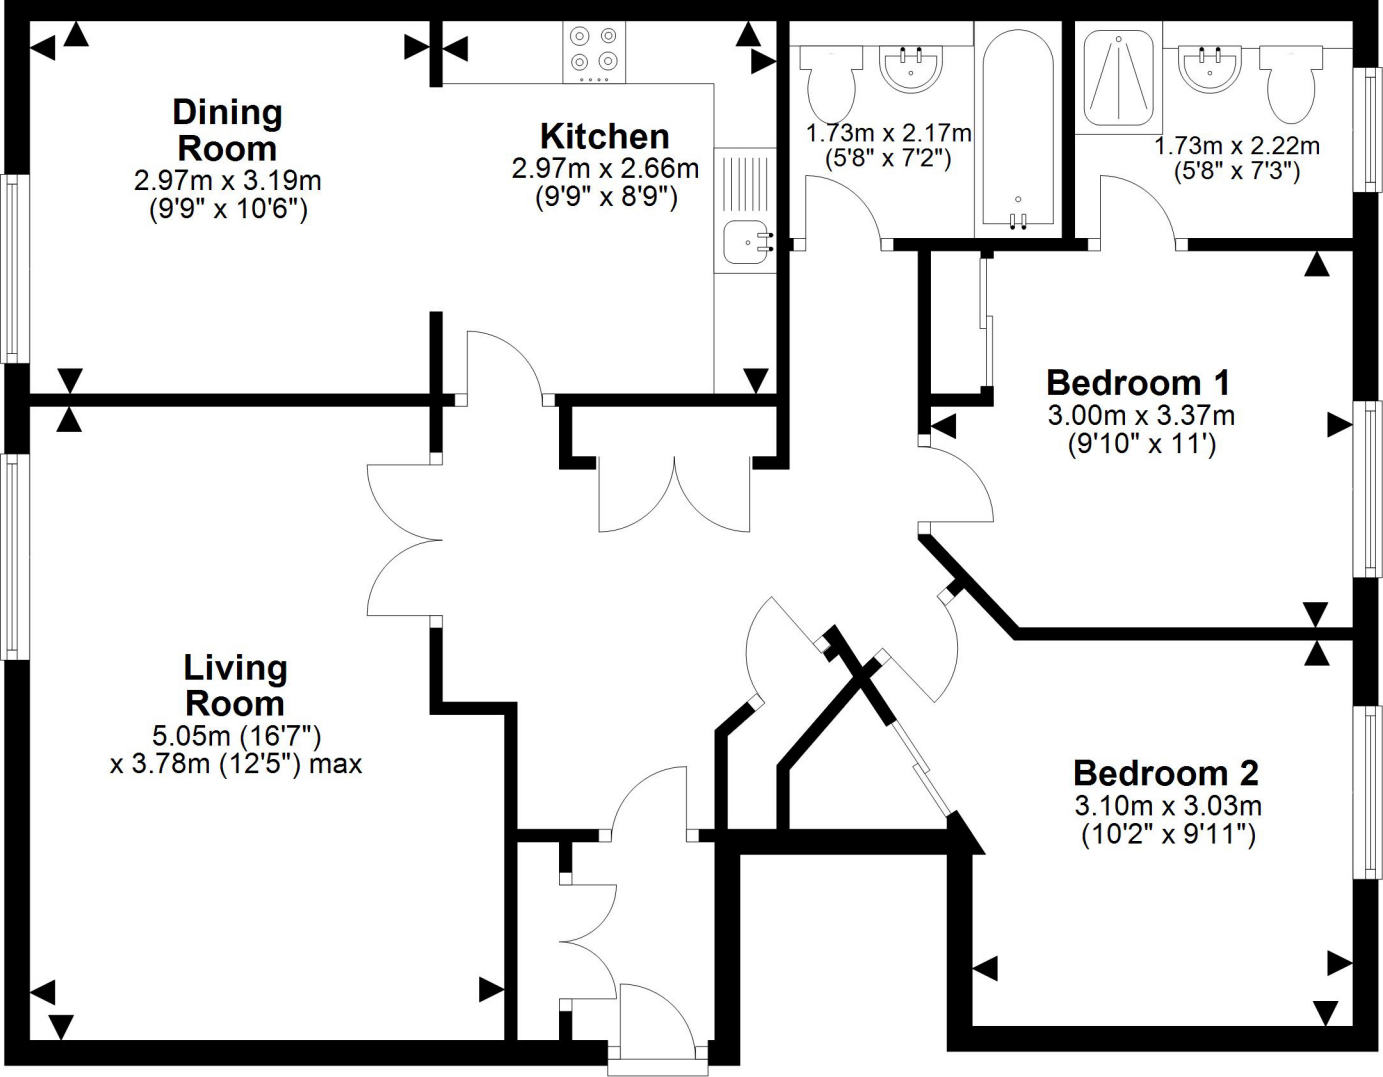 Dining
Room
2.97m x 3.19m
(9'9" x 10'6")
Kitchen
2.97m x 2.66m
(9'9" x 8'9")
1.73m x 2.17m
(5'8" x 7'2")
1.73m x 2.22m
(5'8" x 7'3")
Bedroom 1
3.00m x 3.37m
(9'10" x 11')
Living
Room
5.05m (16'7")
x 3.78m (12'5") max
Bedroom 2
3.10m x 3.03m
(10'2" x 9'11")